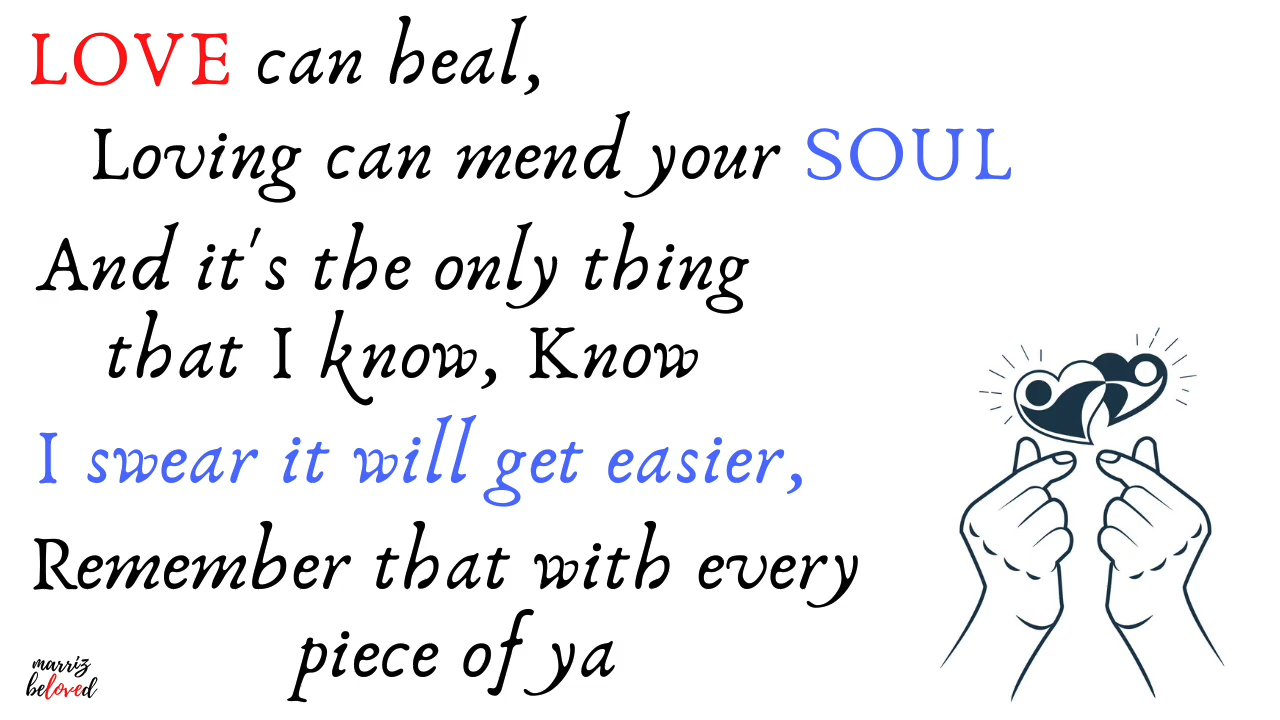 LOVE can heal,
Loving can mend your SOUL
And it's the only thing
that I know, Know
I swear it will get easier,
Remember that with every
piece of ya
marriz
beloved